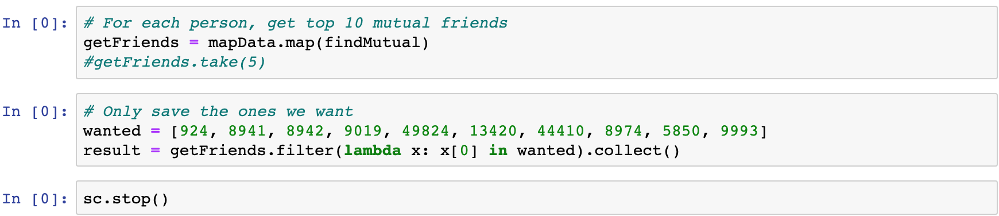 In [0]: # For each person, get top 10 mutual friends
getFriends = mapData.map(findMutual)
#getFriends.take(5)
In [0]: # Only save the ones we want
wanted = [924, 8941, 8942, 9019, 49824, 13420, 44410, 8974, 5850, 9993]
result = getFriends.filter(lambda x: x[0] in wanted).collect()
In [0]: sc.stop()